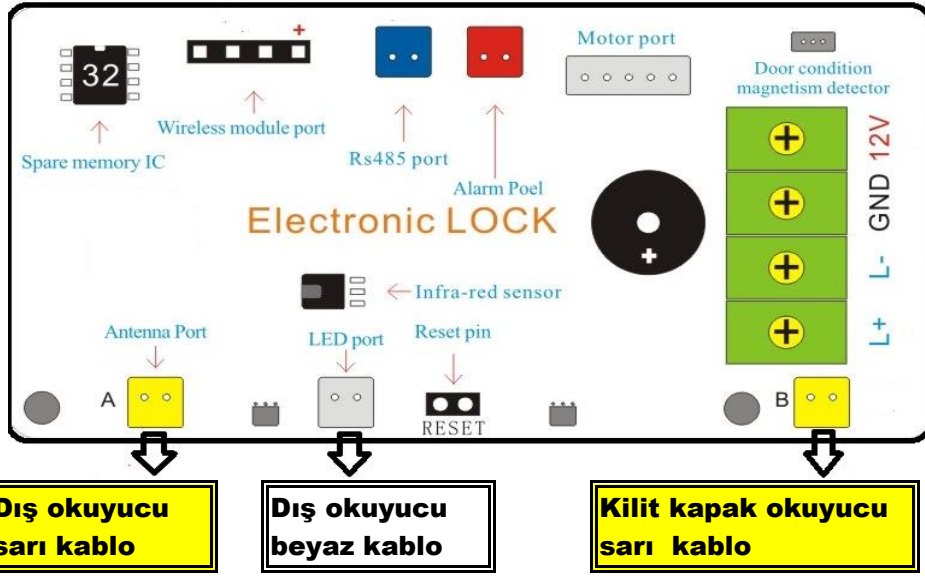 +
32
Motor port
Door condition
magnetism detector
Wireless module port
Spare memory IC
Rs485 port
Alarm Poel
12V
GND
L-
L+
Electronic LOCK
+
Infra-red sensor
Antenna Port
LED port
Reset pin
A
RESET
B
Dış okuyucu
sarı kablo
Dış okuyucu
beyaz kablo
Kilit kapak okuyucu
sarı kablo